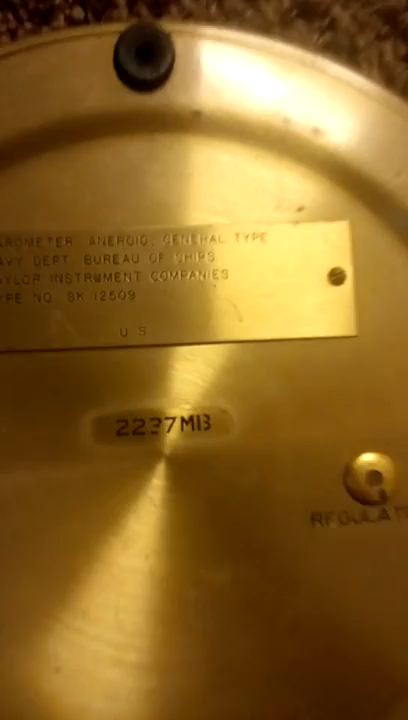 AROMETER, ANEROID, GENERAL TYPE
AVY DEPT. BUREAU OF SHIPS
AYLOR INSTRUMENT COMPANIES
YPE NO. SK 12509
U S
2237MB
REGULAT